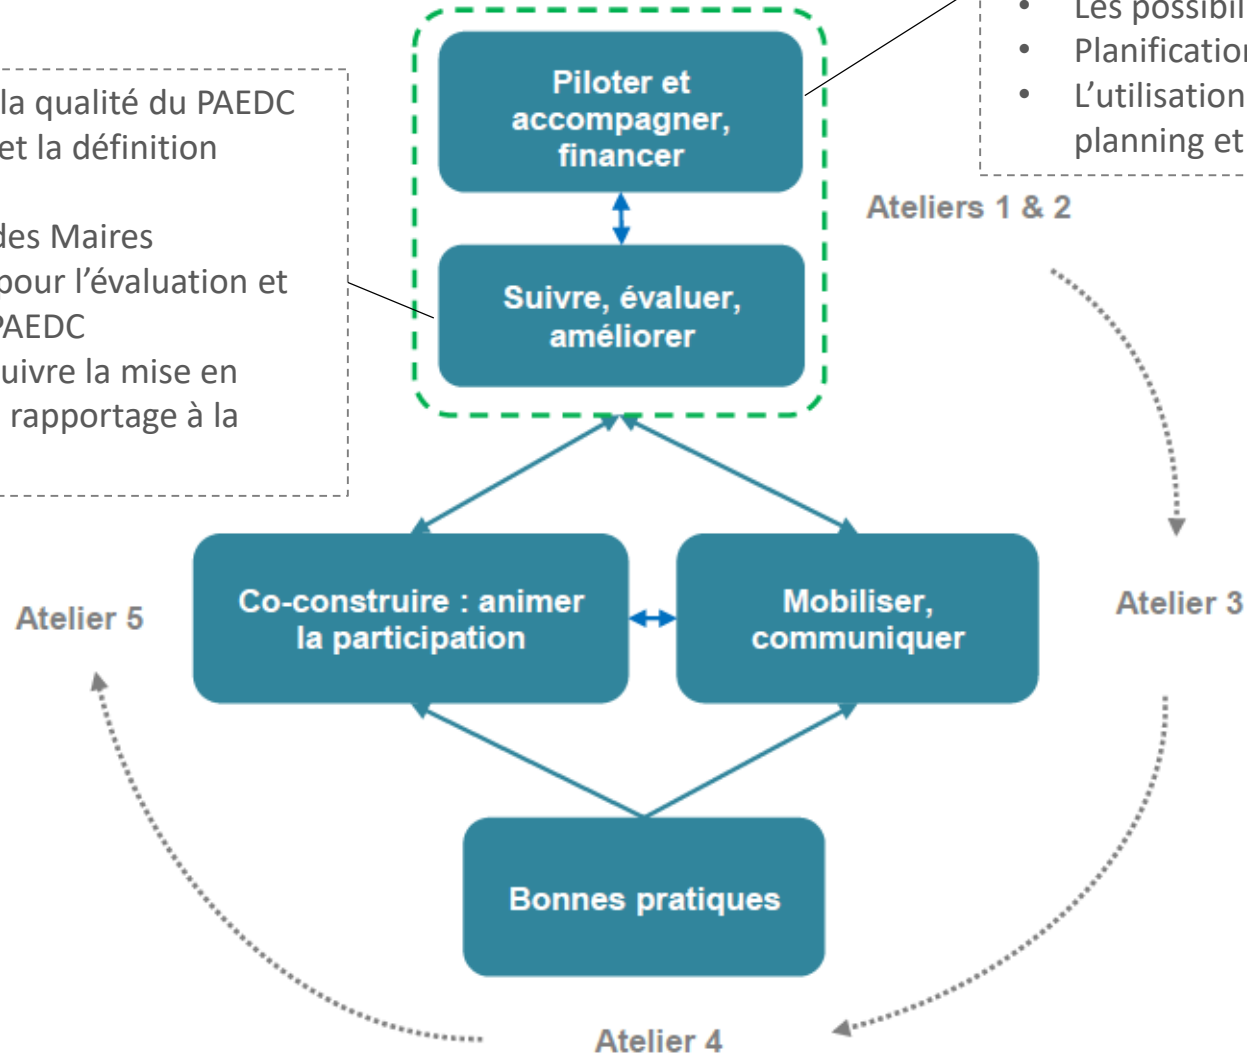 Les possibil
• Planification
• L'utilisation
planning et
la qualité du PAEDC
et la définition
des Maires
pour l'évaluation et
PAEDC
uivre la mise en
rapportage à la
Piloter et
accompagner,
financer
Ateliers 1 & 2
Suivre, évaluer,
améliorer
Co-construire : animer
la participation
Mobiliser,
communiquer
Atelier 5
Atelier 3
Bonnes pratiques
Atelier 4